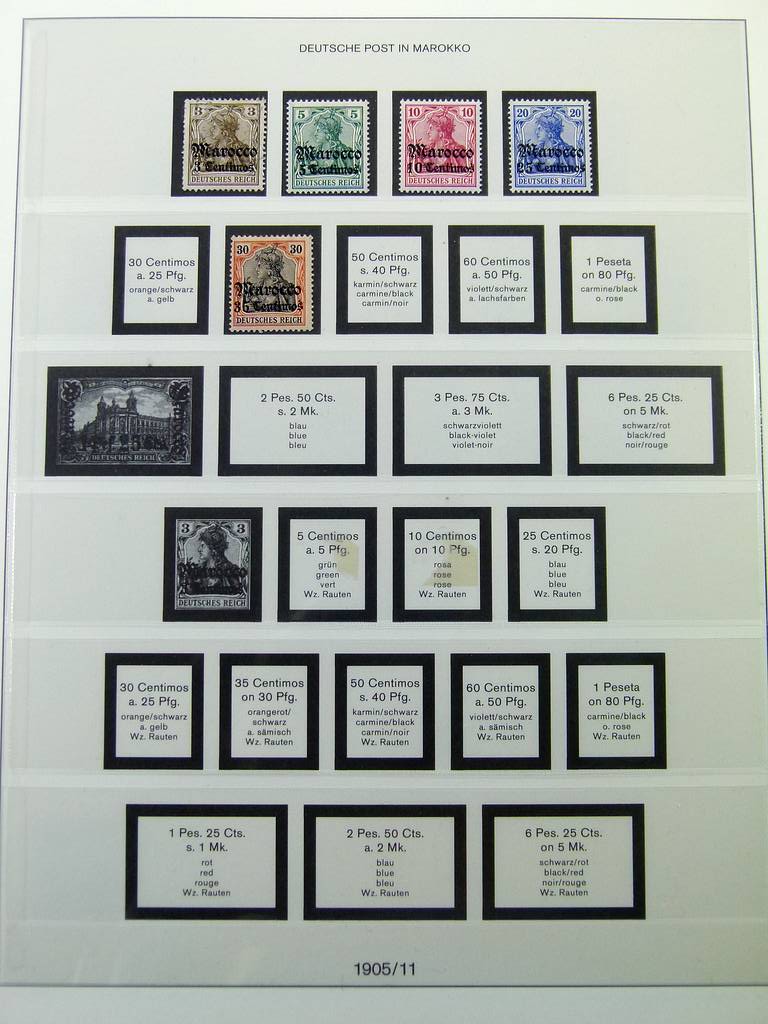 DEUTSCHE POST IN MAROKKO
3 3
Marocco
3 Centimos
DEUTSCHES REICH
5 5
Marocco
5 Centimos
DEUTSCHES REICH
10 10
Marocco
10 Centimos
DEUTSCHES REICH
20 20
Marocco
25 Centimos
DEUTSCHES REICH
30 Centimos
a. 25 Pfg.
orange/schwarz
a. gelb
30 30
Marocco
35 Centimos
DEUTSCHES REICH
50 Centimos
s. 40 Pfg.
karmin/schwarz
carmine/black
carmin/noir
60 Centimos
a. 50 Pfg.
violett/schwarz
a. lachsfarben
1 Peseta
on 80 Pfg.
carmine/black
o. rose
DEUTSCHES REICH
2 Pes. 50 Cts.
s. 2 Mk.
blau
blue
bleu
3 Pes. 75 Cts.
a. 3 Mk.
schwarzviolett
black-violet
violet-noir
6 Pes. 25 Cts.
on 5 Mk.
schwarz/rot
black/red
noir/rouge
3 3
Marocco
DEUTSCHES REICH
5 Centimos
a. 5 Pfg.
grün
green
vert
Wz. Rauten
10 Centimos
on 10 Pfg.
rosa
rose
rose
Wz. Rauten
25 Centimos
s. 20 Pfg.
blau
blue
bleu
Wz. Rauten
30 Centimos
a. 25 Pfg.
orange/schwarz
a. gelb
Wz. Rauten
35 Centimos
on 30 Pfg.
orangerot/
schwarz
a. sämisch
Wz. Rauten
50 Centimos
s. 40 Pfg.
karmin/schwarz
carmine/black
carmin/noir
Wz. Rauten
60 Centimos
a. 50 Pfg.
violett/schwarz
a. sämisch
Wz. Rauten
1 Peseta
on 80 Pfg.
carmine/black
o. rose
Wz. Rauten
1 Pes. 25 Cts.
s. 1 Mk.
rot
red
rouge
Wz. Rauten
2 Pes. 50 Cts.
a. 2 Mk.
blau
blue
bleu
Wz. Rauten
6 Pes. 25 Cts.
on 5 Mk.
schwarz/rot
black/red
noir/rouge
Wz. Rauten
1905/11